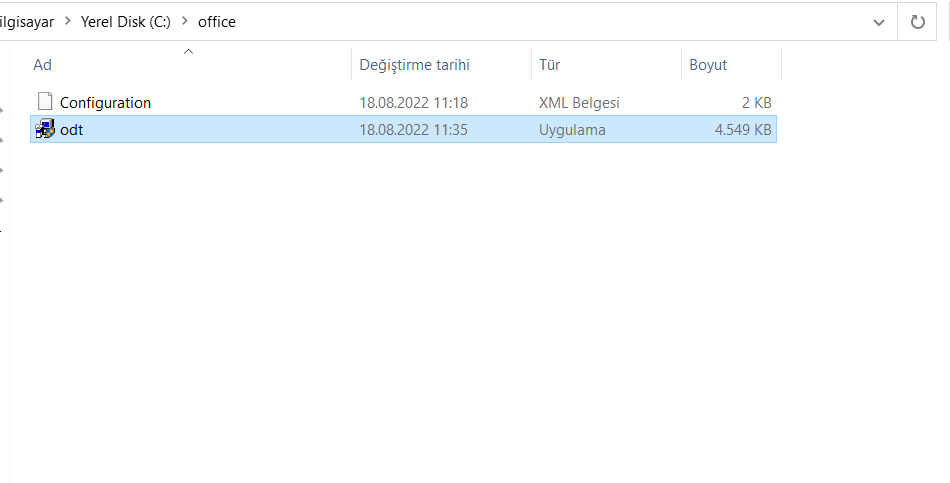 ilgisayar > Yerel Disk (C:) > office
Ad Değiştirme tarihi Tür Boyut
Configuration 18.08.2022 11:18 XML Belgesi 2 KB
odt 18.08.2022 11:35 Uygulama 4.549 KB